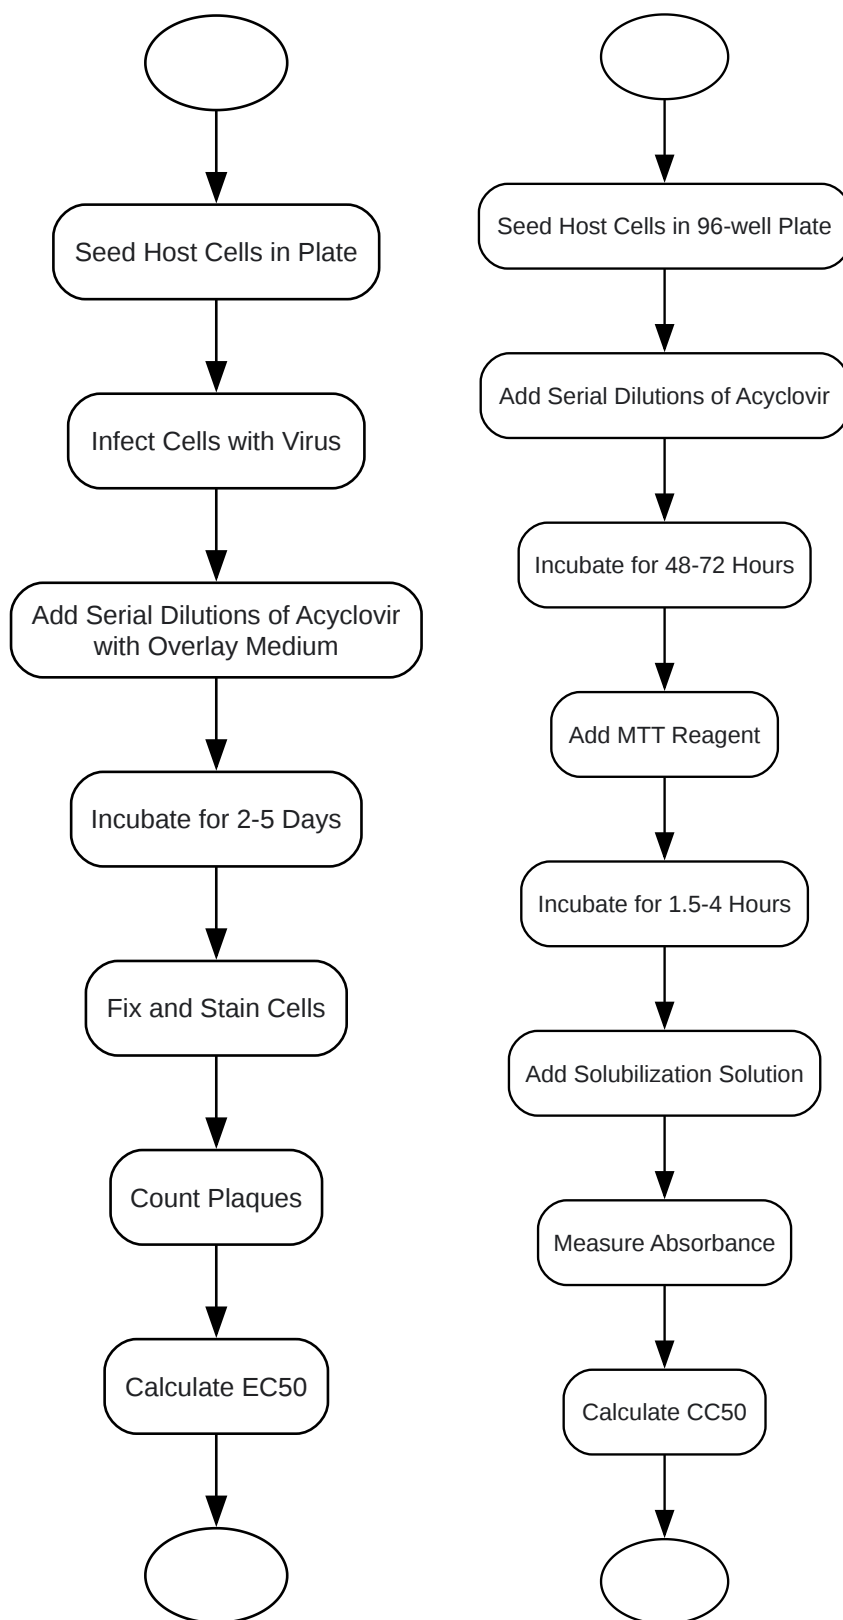 Seed Host Cells in Plate
Infect Cells with Virus
Add Serial Dilutions of Acyclovir
with Overlay Medium
Incubate for 2-5 Days
Fix and Stain Cells
Count Plaques
Calculate EC50
Seed Host Cells in 96-well Plate
Add Serial Dilutions of Acyclovir
Incubate for 48-72 Hours
Add MTT Reagent
Incubate for 1.5-4 Hours
Add Solubilization Solution
Measure Absorbance
Calculate CC50